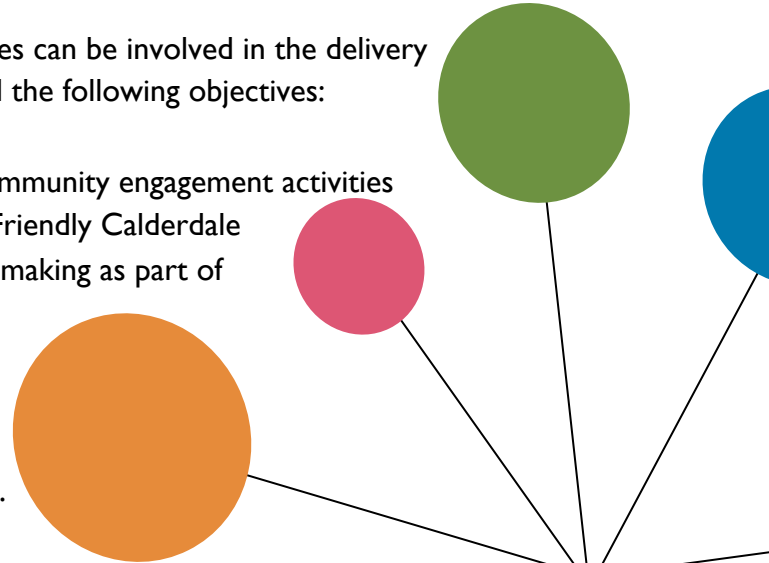 es can be involved in the delivery
the following objectives:
mmunity engagement activities
Friendly Calderdale
making as part of
.